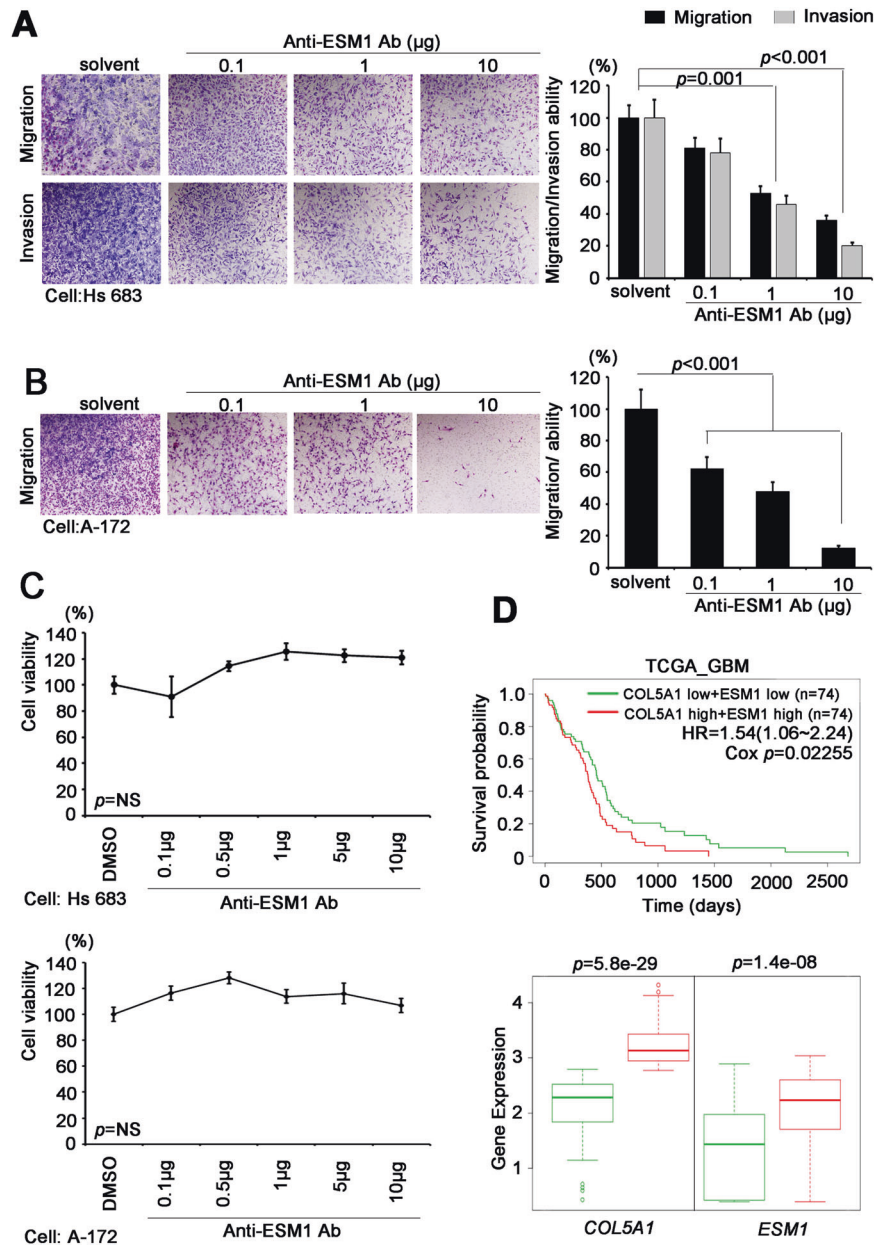 A
Migration Invasion
Anti-ESM1 Ab (µg)
solvent 0.1 1 10
Migration
Invasion
Cell:Hs 683
(%)
p<0.001
p=0.001
Migration/Invasion ability
120
100
80
60
40
20
0
solvent 0.1 1 10
Anti-ESM1 Ab (µg)
B
Anti-ESM1 Ab (µg)
solvent 0.1 1 10
Migration
Cell:A-172
(%)
p<0.001
Migration/ ability
120
100
80
60
40
20
0
solvent 0.1 1 10
Anti-ESM1 Ab (µg)
C
(%)
Cell viability
140
120
100
80
60
40
20
0
p=NS
DMSO 0.1µg 0.5µg 1µg 5µg 10µg
Cell: Hs 683
Anti-ESM1 Ab
(%)
Cell viability
140
120
100
80
60
40
20
0
p=NS
DMSO 0.1µg 0.5µg 1µg 5µg 10µg
Anti-ESM1 Ab
Cell: A-172
D
TCGA_GBM
COL5A1 low+ESM1 low (n=74)
COL5A1 high+ESM1 high (n=74)
HR=1.54(1.06~2.24)
Cox p=0.02255
Survival probability
1.0
0.8
0.6
0.4
0.2
0
0 500 1000 1500 2000 2500
Time (days)
p=5.8e-29 p=1.4e-08
Gene Expression
4
3
2
1
COL5A1 ESM1